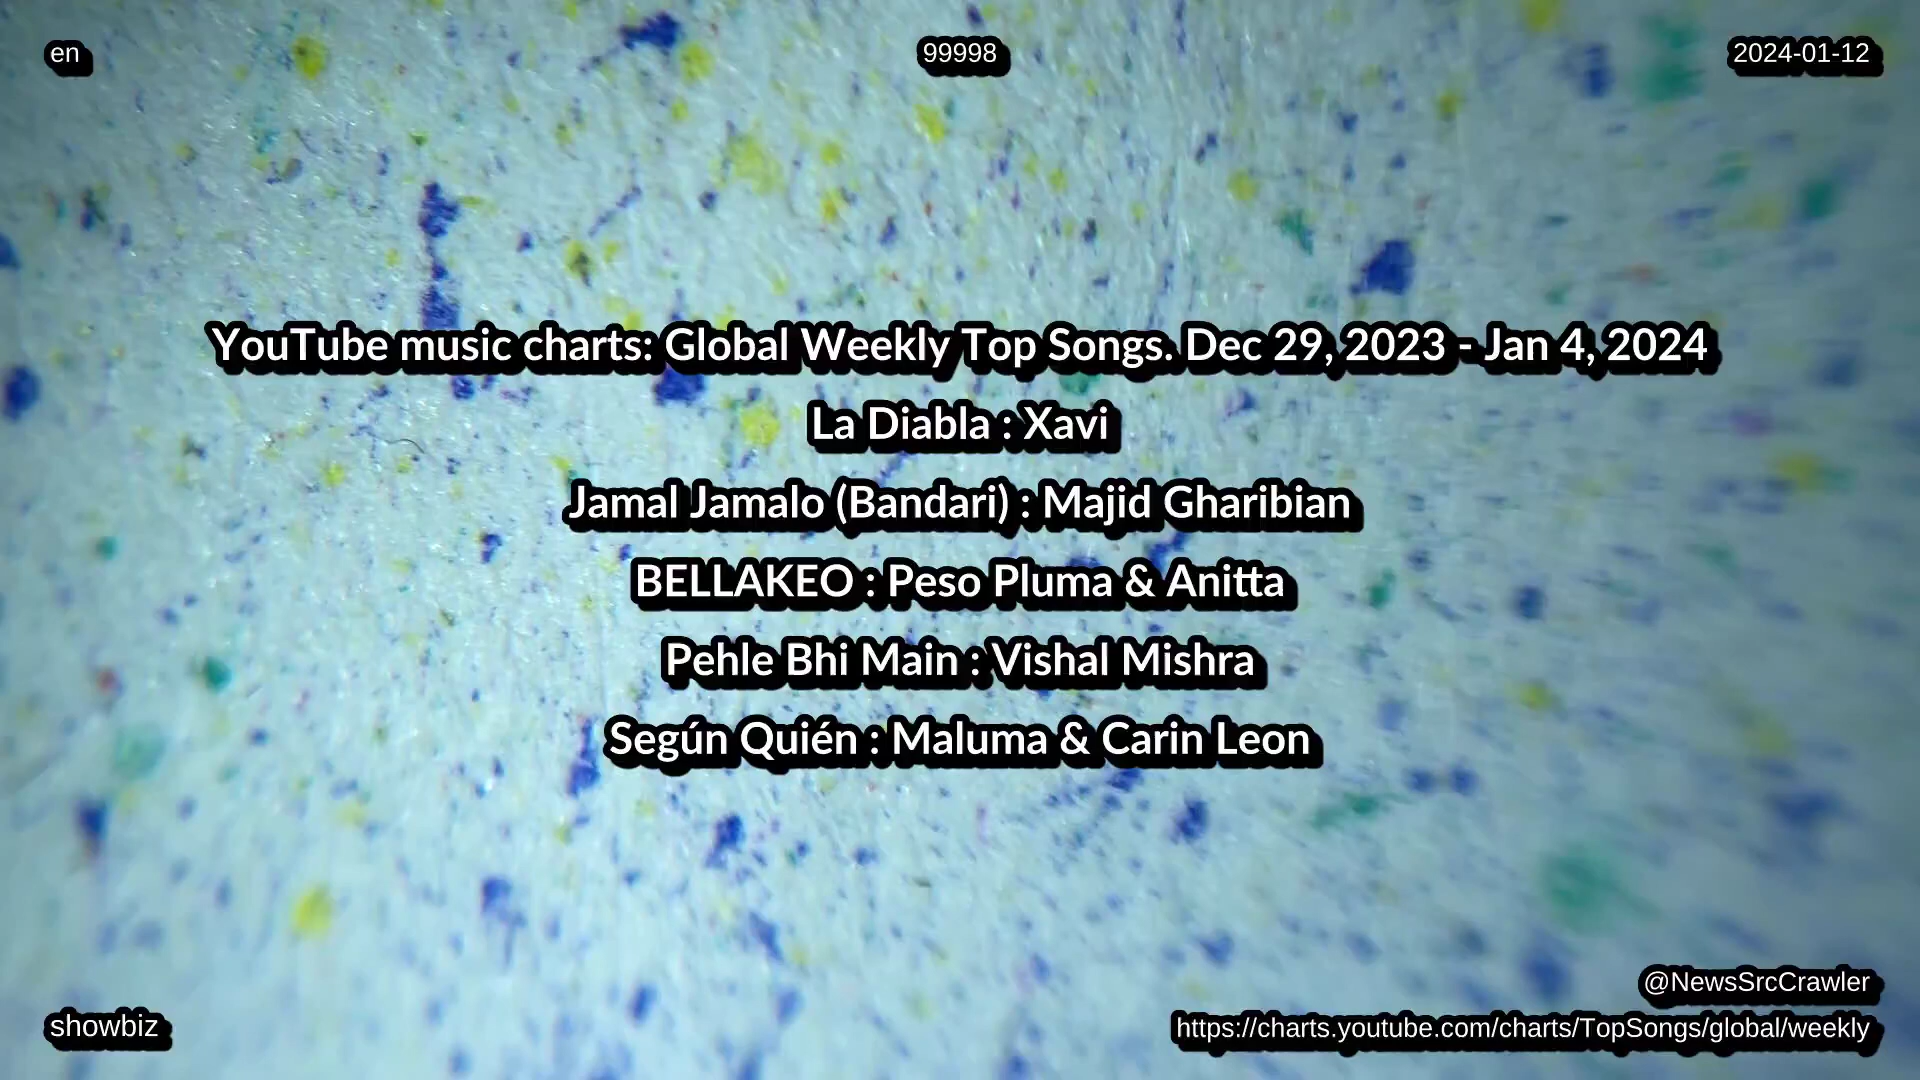 en
99998
2024-01-12
YouTube music charts: Global Weekly Top Songs. Dec 29, 2023 - Jan 4, 2024
La Diabla : Xavi
Jamal Jamalo (Bandari) : Majid Gharibian
BELLAKEO : Peso Pluma & Anitta
Pehle Bhi Main : Vishal Mishra
Según Quién : Maluma & Carin Leon
@NewsSrcCrawler
showbiz
https://charts.youtube.com/charts/TopSongs/global/weekly